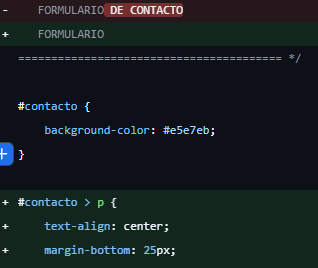 - FORMULARIO DE CONTACTO
+ FORMULARIO
======================================== */
#contacto {
background-color: #e5e7eb;
}
+ #contacto > p {
+ text-align: center;
+ margin-bottom: 25px;